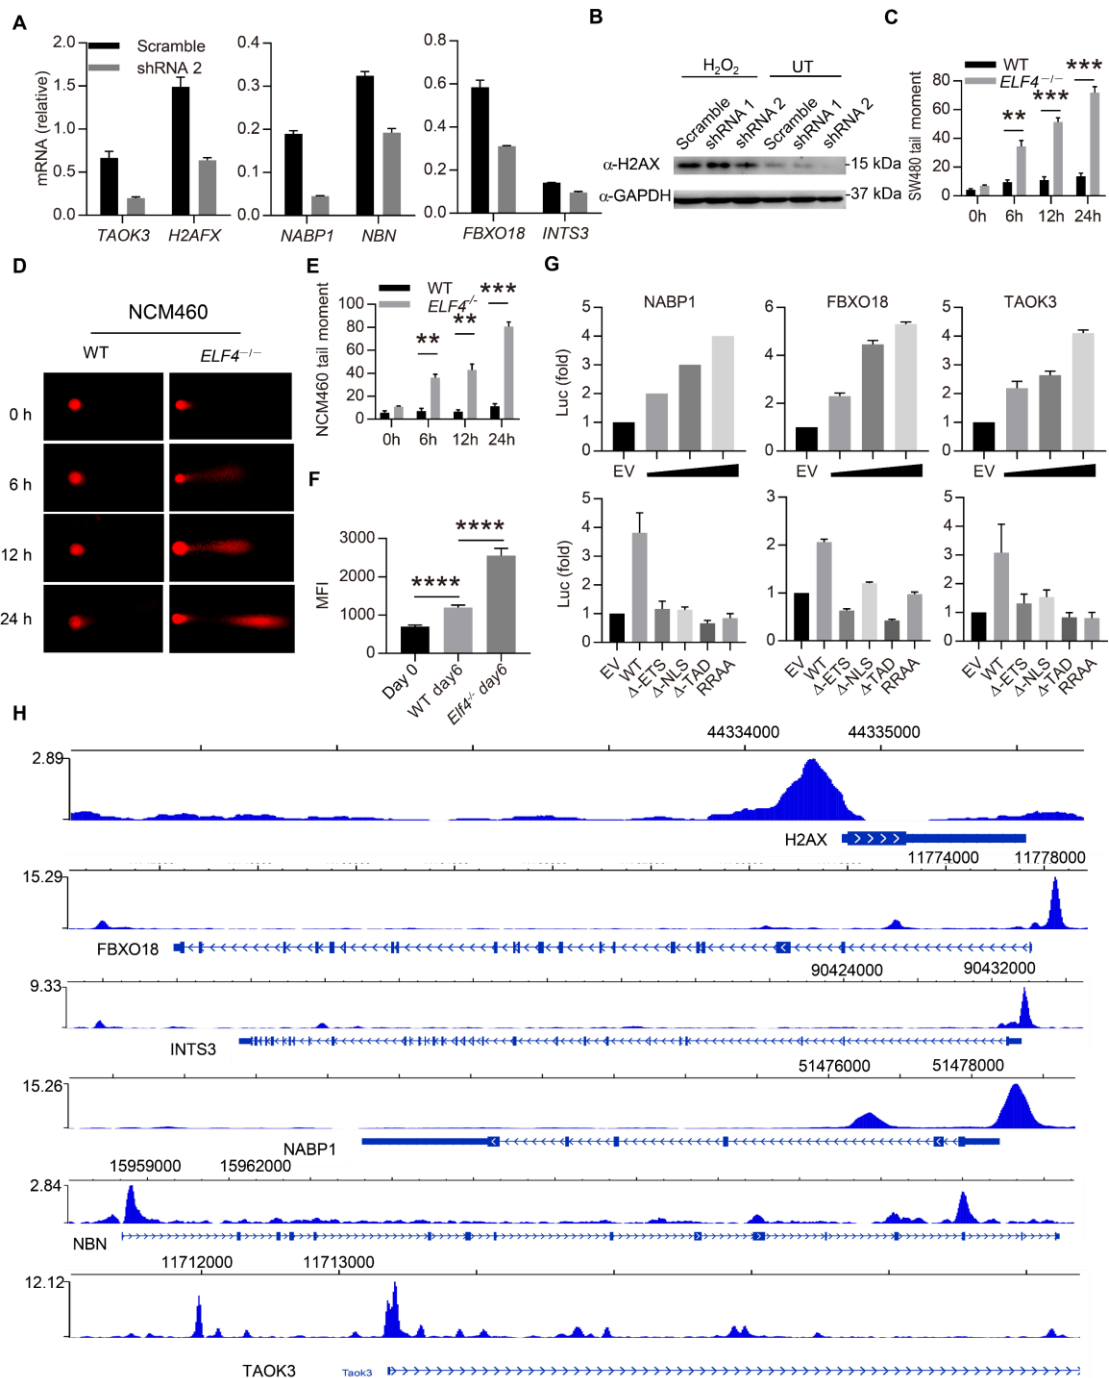 A
2.0
1.5
1.0
0.5
0.0
mRNA (relative)
Scramble
shRNA 2
TAOK3 H2AFX
0.4
0.3
0.2
0.1
0.0
NABP1 NBN
0.8
0.6
0.4
0.2
0.0
FBXO18 INTS3
B
H₂O₂ UT
Scramble shRNA 1 shRNA 2 Scramble shRNA 1 shRNA 2
α-H2AX -15 kDa
α-GAPDH -37 kDa
C
WT
ELF4⁻/⁻
80
60
40
20
0
SW480 tail moment
** *** ***
0h 6h 12h 24h
D
NCM460
WT ELF4⁻/⁻
0 h
6 h
12 h
24 h
E
WT
ELF4⁻/⁻
100
80
60
40
20
0
NCM460 tail moment
** ** ***
0h 6h 12h 24h
F
3000
2000
1000
0
MFI
**** ****
Day 0 WT day6 Elf4⁻/⁻ day6
G
NABP1
5
4
3
2
1
0
Luc (fold)
EV
FBXO18
6
4
2
0
EV
TAOK3
5
4
3
2
1
0
EV
5
4
3
2
1
0
Luc (fold)
EV WT Δ-ETS Δ-NLS Δ-TAD RRAA
3
2
1
0
EV WT Δ-ETS Δ-NLS Δ-TAD RRAA
5
4
3
2
1
0
EV WT Δ-ETS Δ-NLS Δ-TAD RRAA
H
44334000 44335000
2.89
H2AX
11774000 11778000
15.29
FBXO18
90424000 90432000
9.33
INTS3
51476000 51478000
15.26
NABP1
15959000 15962000
2.84
NBN
11712000 11713000
12.12
TAOK3 Taok3